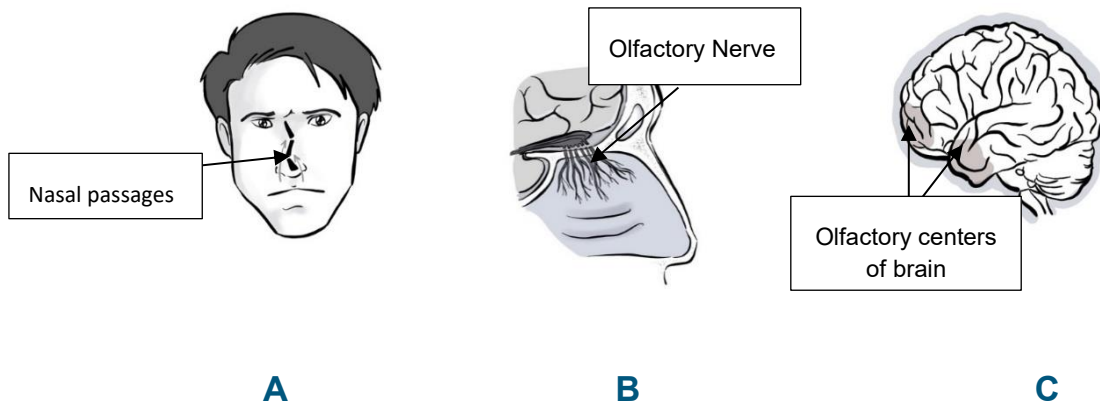 Olfactory Nerve
Nasal passages
Olfactory centers
of brain
A
B
C